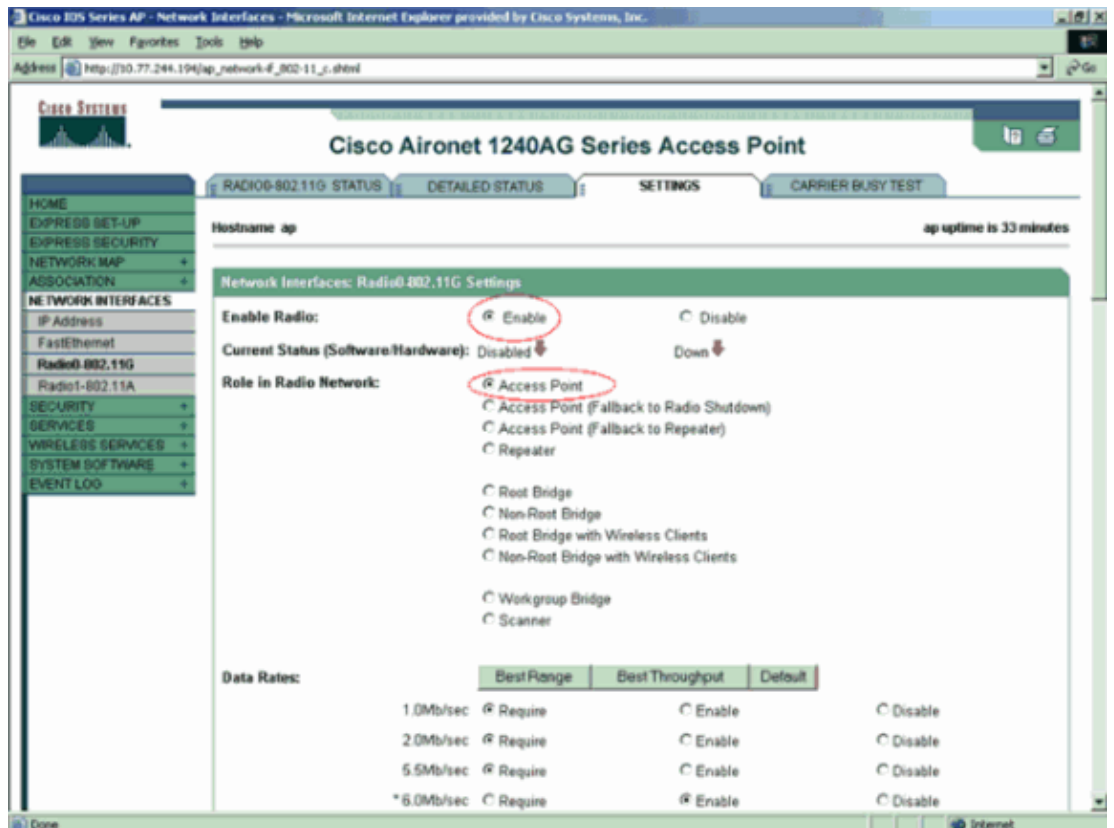 Cisco IOS Series AP - Network Interfaces - Microsoft Internet Explorer provided by Cisco Systems, Inc.
File Edit View Favorites Tools Help
Address http://10.77.244.194/ap_network-if_802-11_c.shtml Go
CISCO SYSTEMS
Cisco Aironet 1240AG Series Access Point
RADIO0-802.11G STATUS DETAILED STATUS SETTINGS CARRIER BUSY TEST
HOME
EXPRESS SET-UP
EXPRESS SECURITY
NETWORK MAP +
ASSOCIATION +
NETWORK INTERFACES
IP Address
FastEthernet
Radio0-802.11G
Radio1-802.11A
SECURITY +
SERVICES +
WIRELESS SERVICES +
SYSTEM SOFTWARE +
EVENT LOG +
Hostname ap ap uptime is 33 minutes
Network Interfaces: Radio0-802.11G Settings
Enable Radio: Enable Disable
Current Status (Software/Hardware): Disabled Down
Role in Radio Network: Access Point
Access Point (Fallback to Radio Shutdown)
Access Point (Fallback to Repeater)
Repeater
Root Bridge
Non-Root Bridge
Root Bridge with Wireless Clients
Non-Root Bridge with Wireless Clients
Workgroup Bridge
Scanner
Data Rates: Best Range Best Throughput Default
1.0Mb/sec Require Enable Disable
2.0Mb/sec Require Enable Disable
5.5Mb/sec Require Enable Disable
*6.0Mb/sec Require Enable Disable
Done Internet